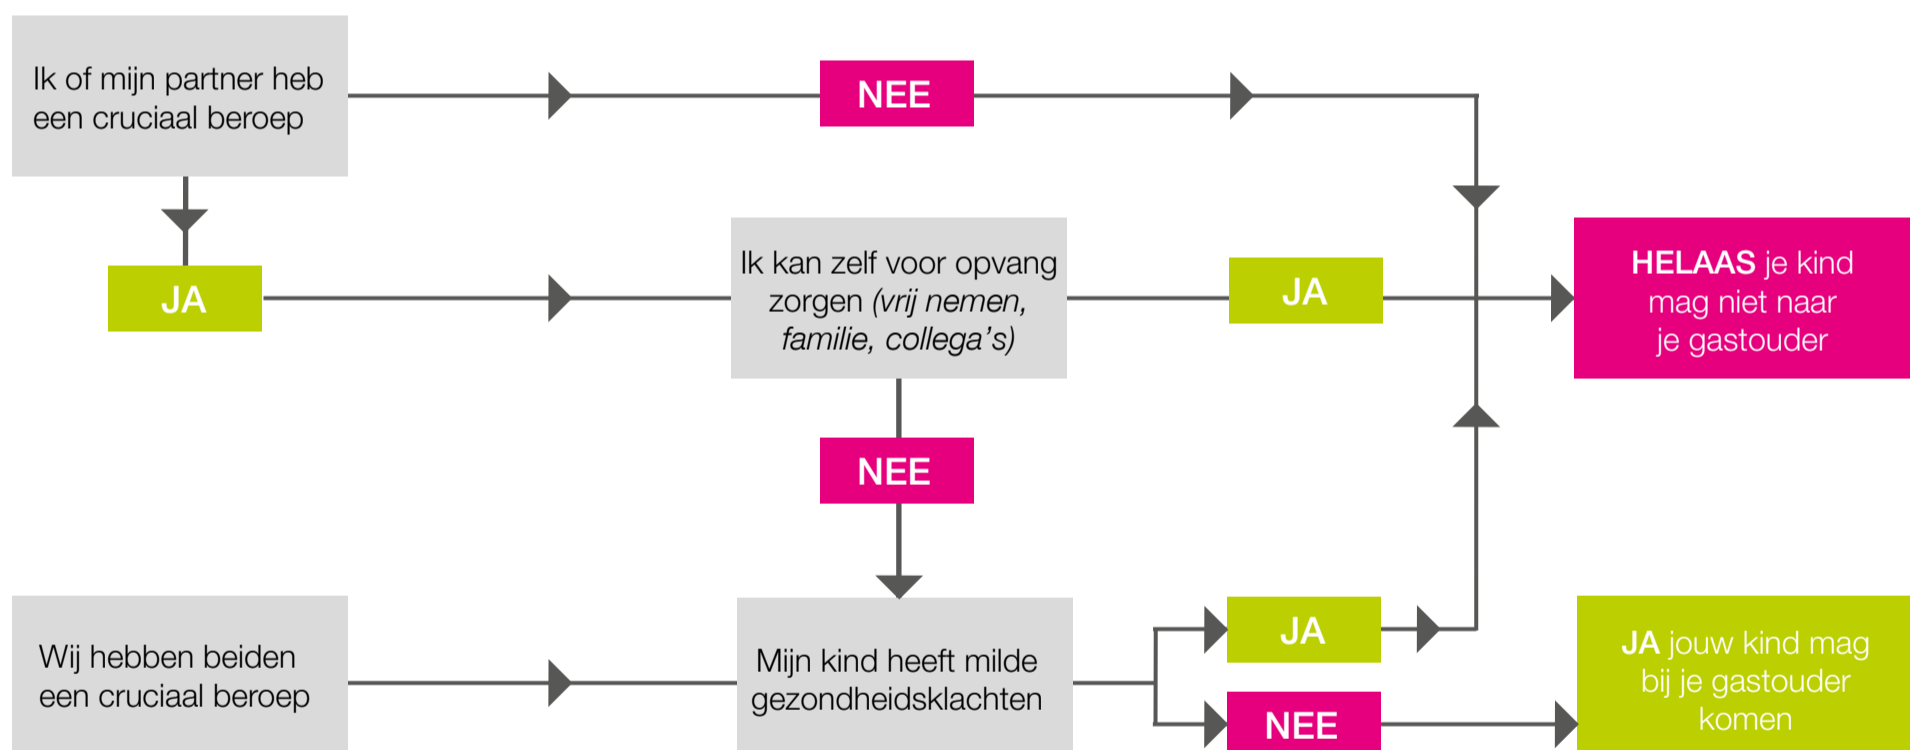 Ik of mijn partner heb
een cruciaal beroep
NEE
JA
Ik kan zelf voor opvang
zorgen (vrij nemen,
familie, collega's)
JA
HELAAS je kind
mag niet naar
je gastouder
NEE
Wij hebben beiden
een cruciaal beroep
Mijn kind heeft milde
gezondheidsklachten
JA
NEE
JA jouw kind mag
bij je gastouder
komen